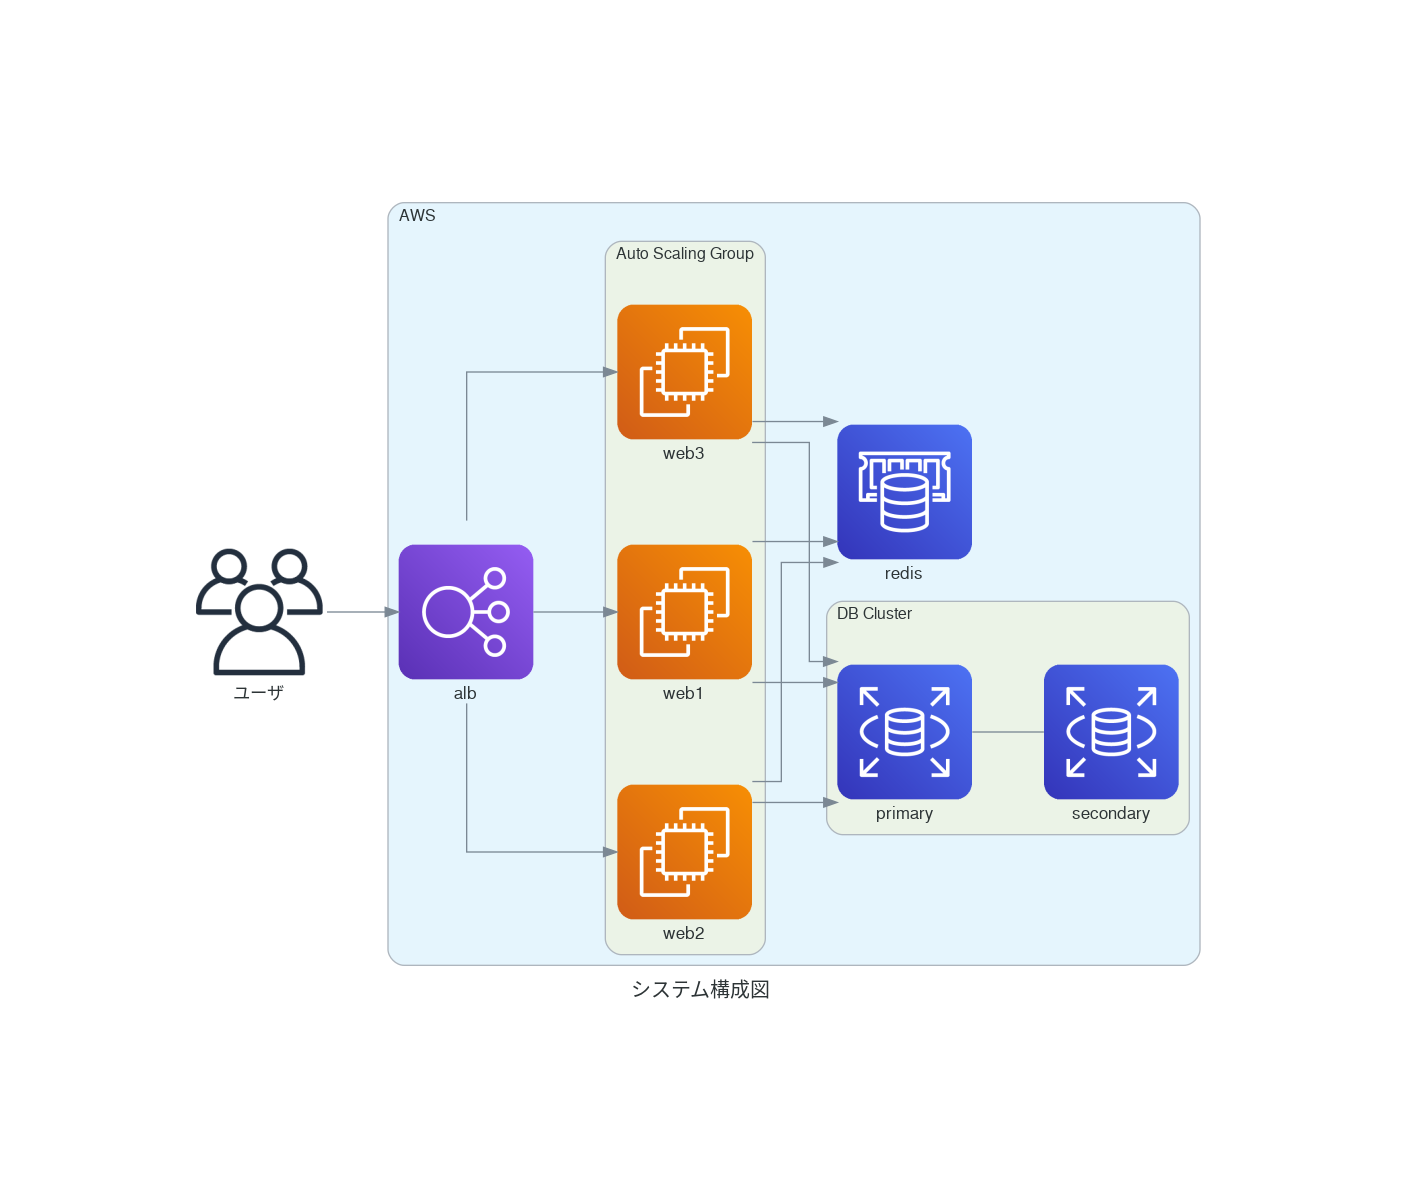 AWS
Auto Scaling Group
web3
redis
ユーザ
alb
web1
DB Cluster
primary
secondary
web2
システム構成図